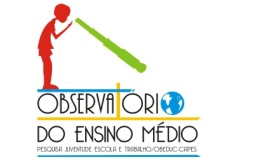 OBSERVATÓRIO
DO ENSINO MÉDIO
PESQUISA JUVENTUDE ESCOLA E TRABALHO/OBEDUC-CAPES